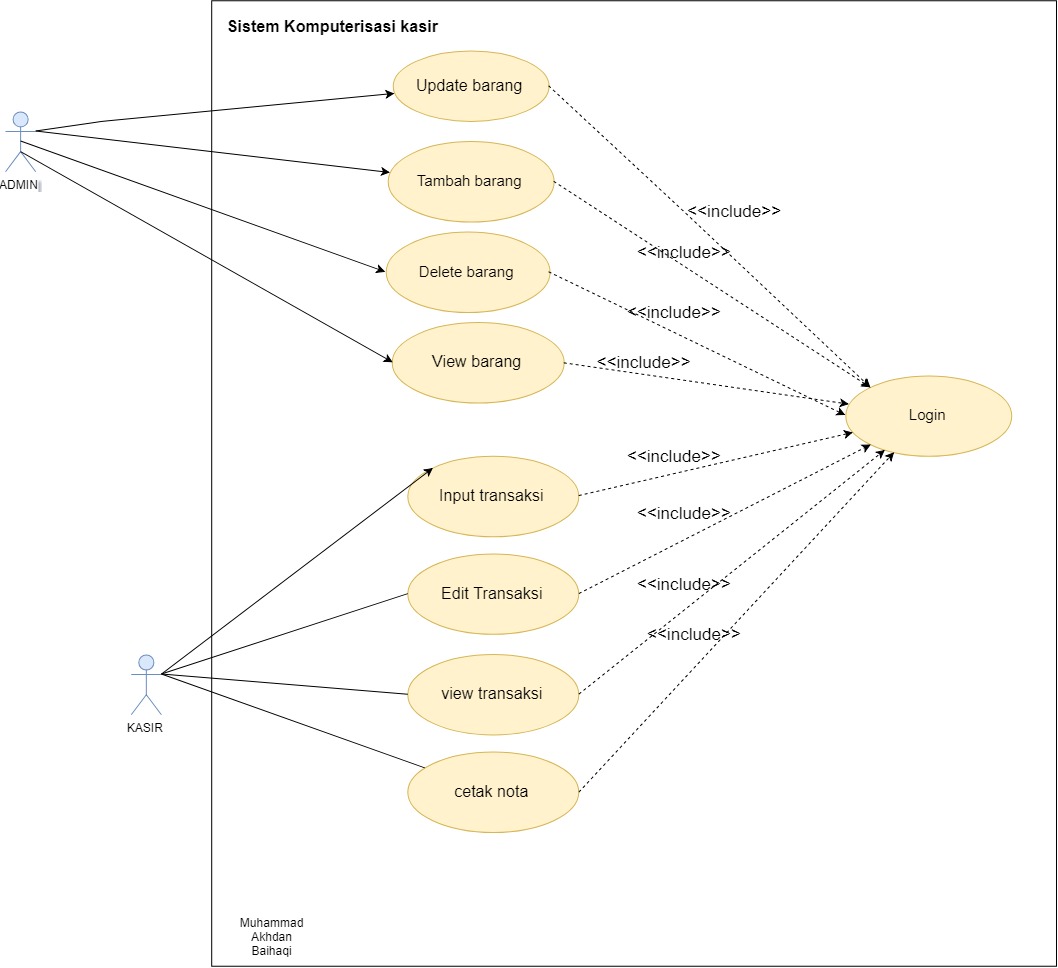 Sistem Komputerisasi kasir
Update barang
ADMIN
Tambah barang
<<include>>
<<include>>
Delete barang
<<include>>
View barang
<<include>>
Login
<<include>>
Input transaksi
<<include>>
Edit Transaksi
<<include>>
<<include>>
view transaksi
KASIR
cetak nota
Muhammad
Akhdan
Baihaqi